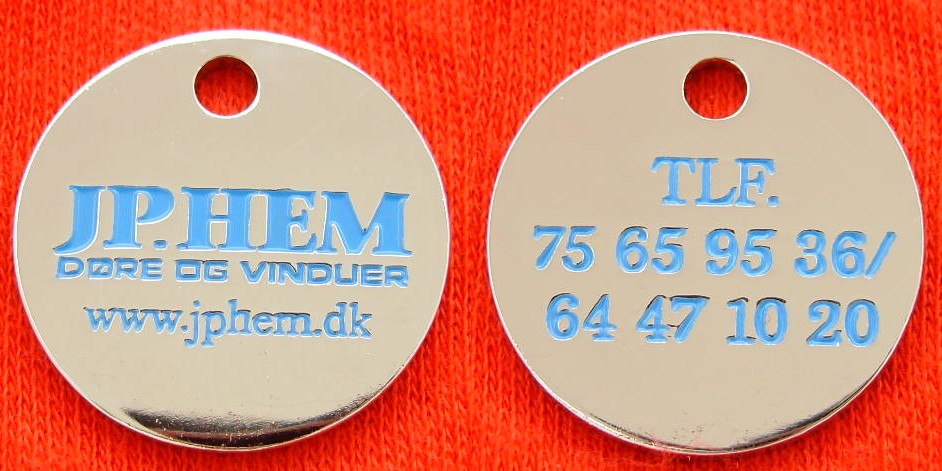 JP.HEM
DØRE OG VINDUER
www.jphem.dk
TLF.
75 65 95 36/
64 47 10 20